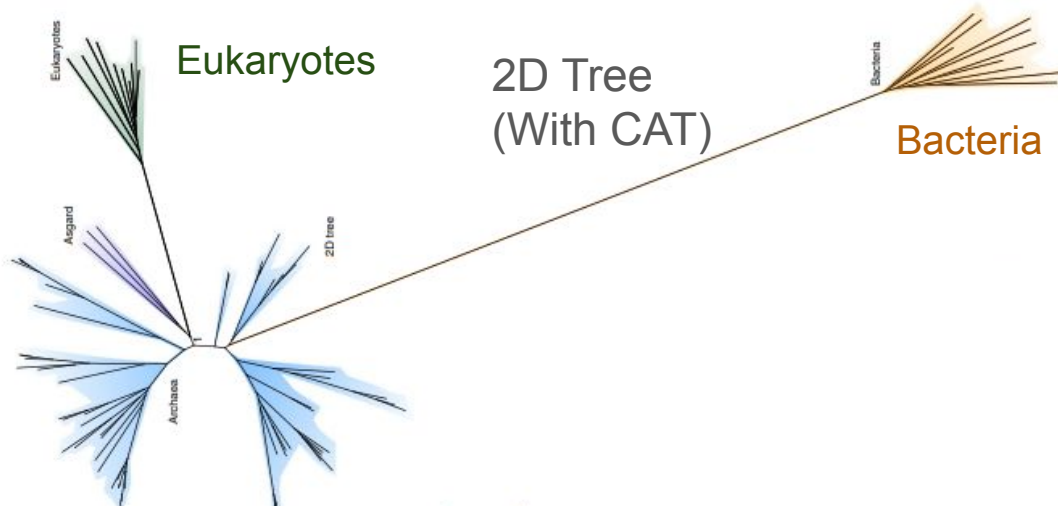 Eukaryotes
Eukaryotes
2D Tree
(With CAT)
Bacteria
Bacteria
Asgard
2D tree
Archaea